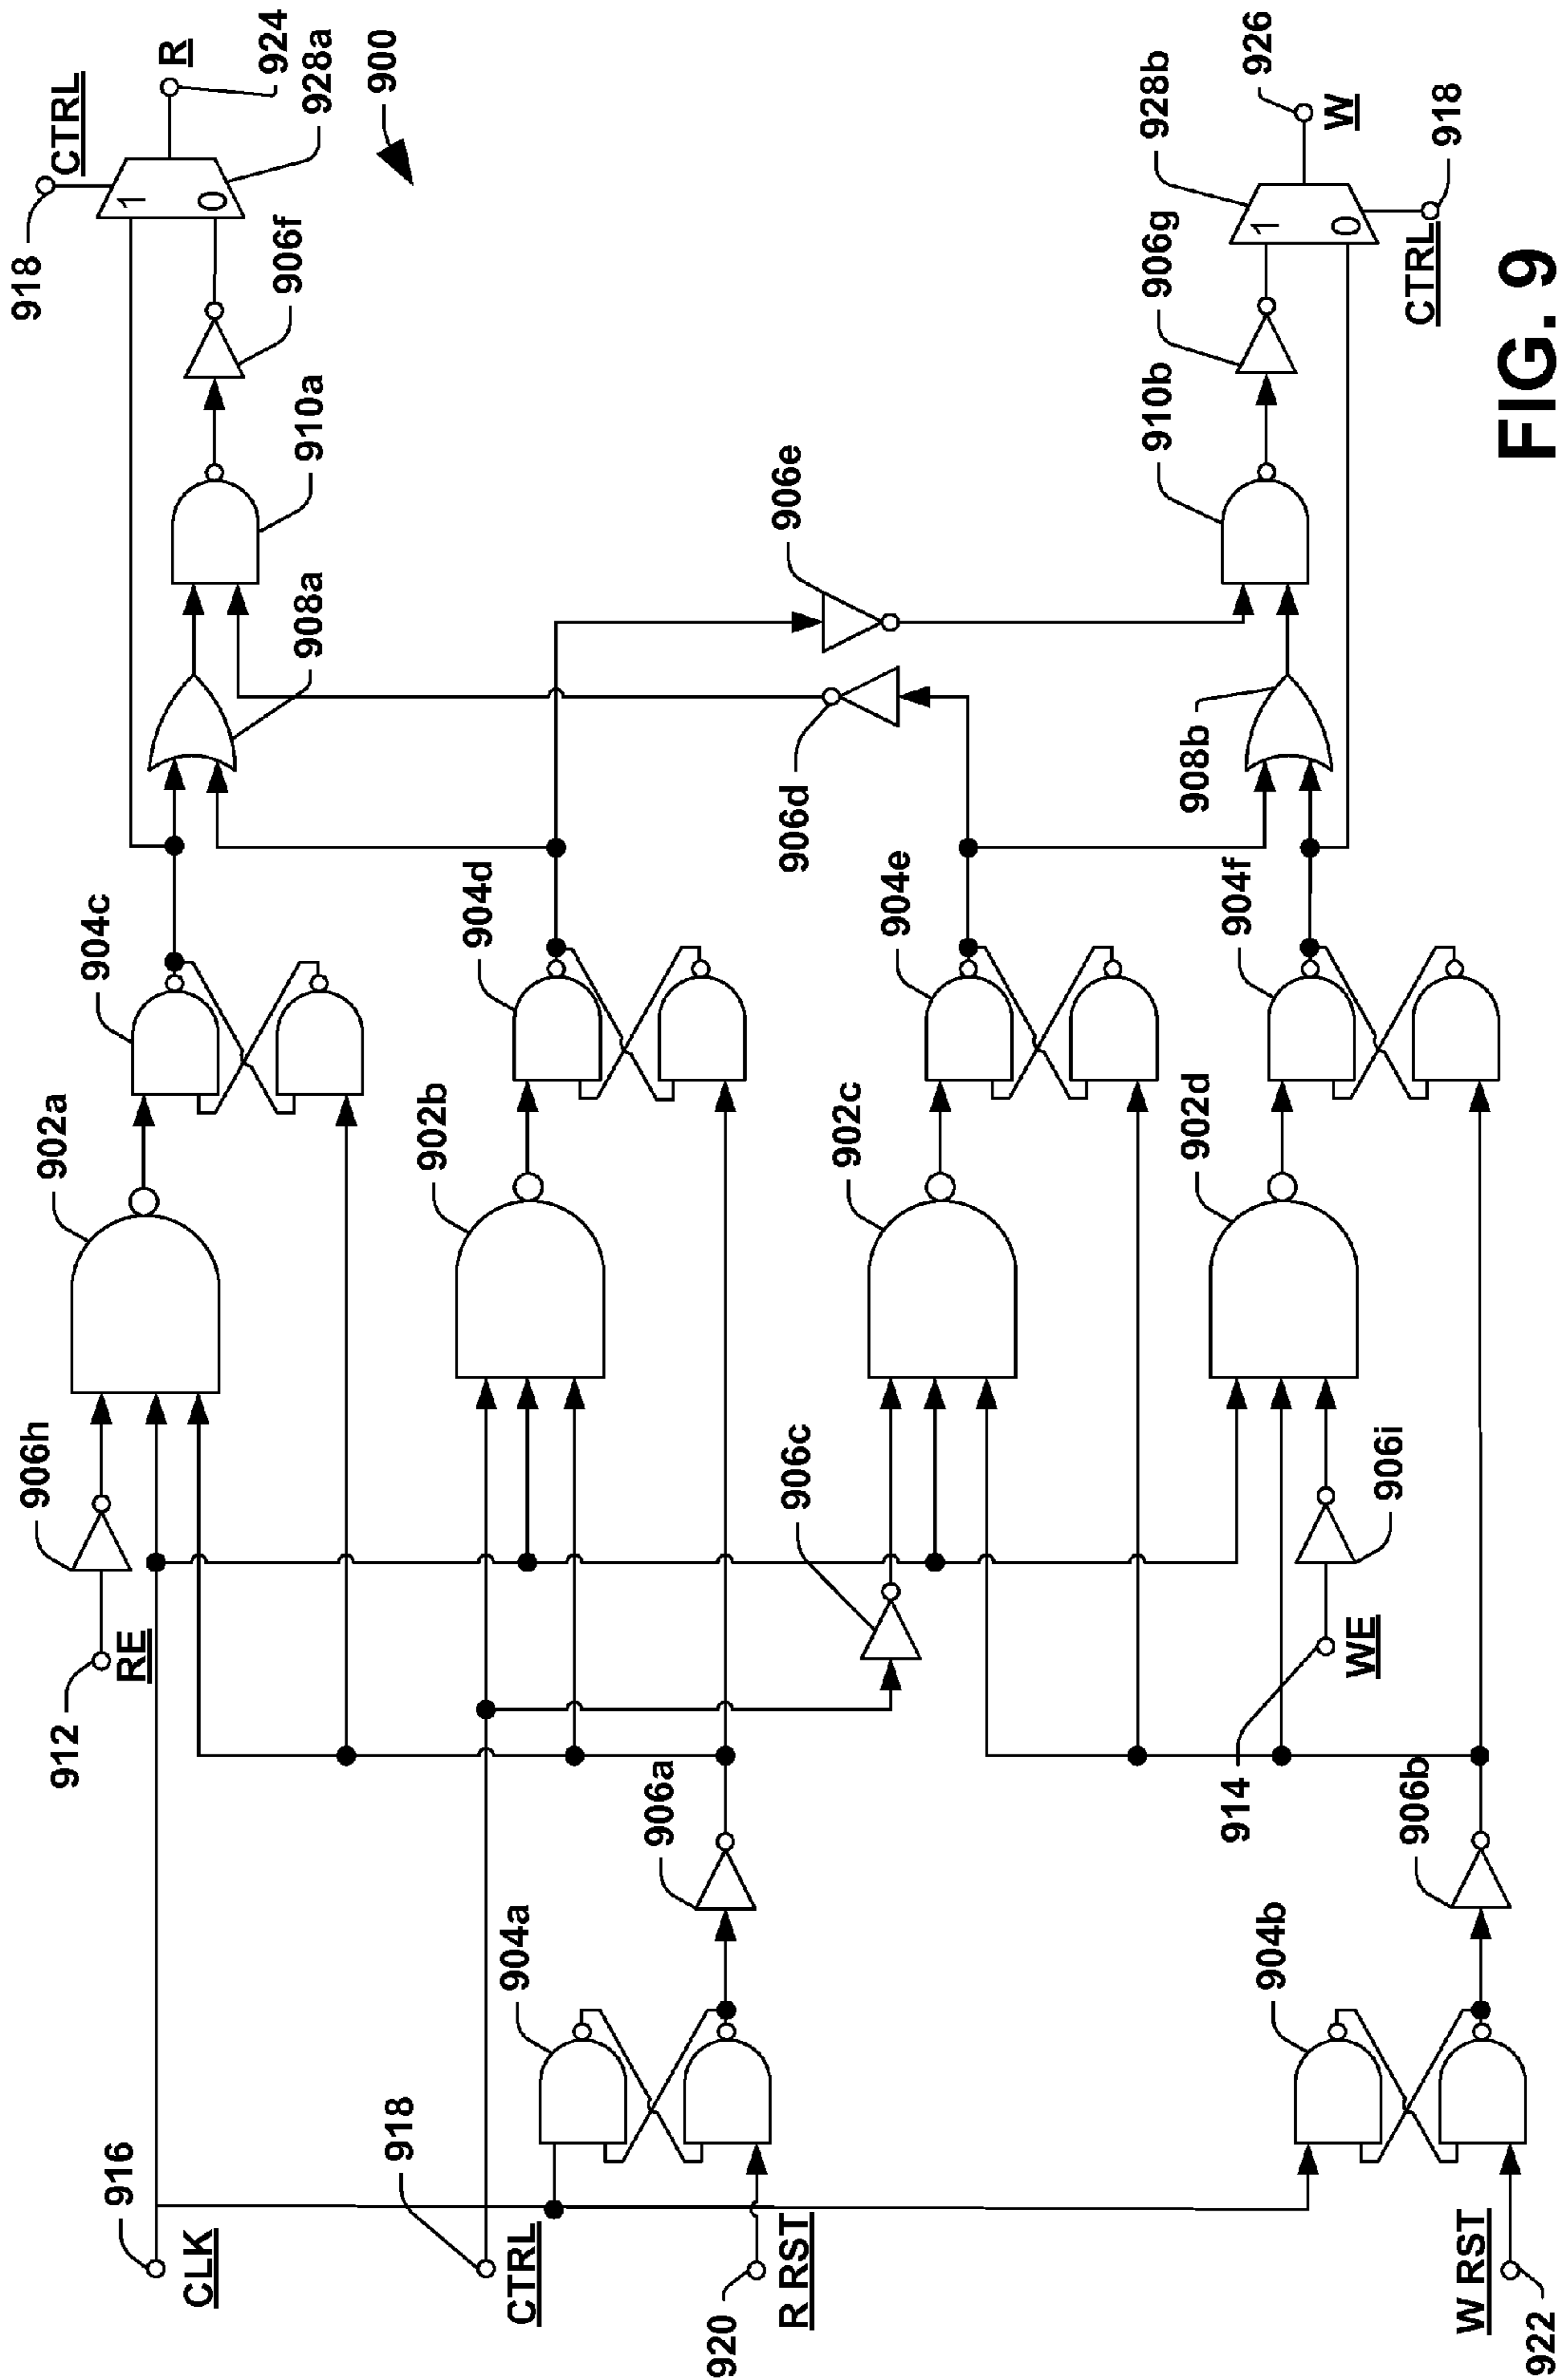 918
CTRL
R
924
928a
900
906f
910a
908a
904c
902a
906h
912
RE
904d
902b
906e
906d
904e
902c
906c
906a
904a
916
CLK
918
CTRL
920
R RST
926
W
928b
918
CTRL
906g
910b
908b
904f
902d
906i
WE
914
906b
904b
W RST
922
1
0
1
0
FIG. 9